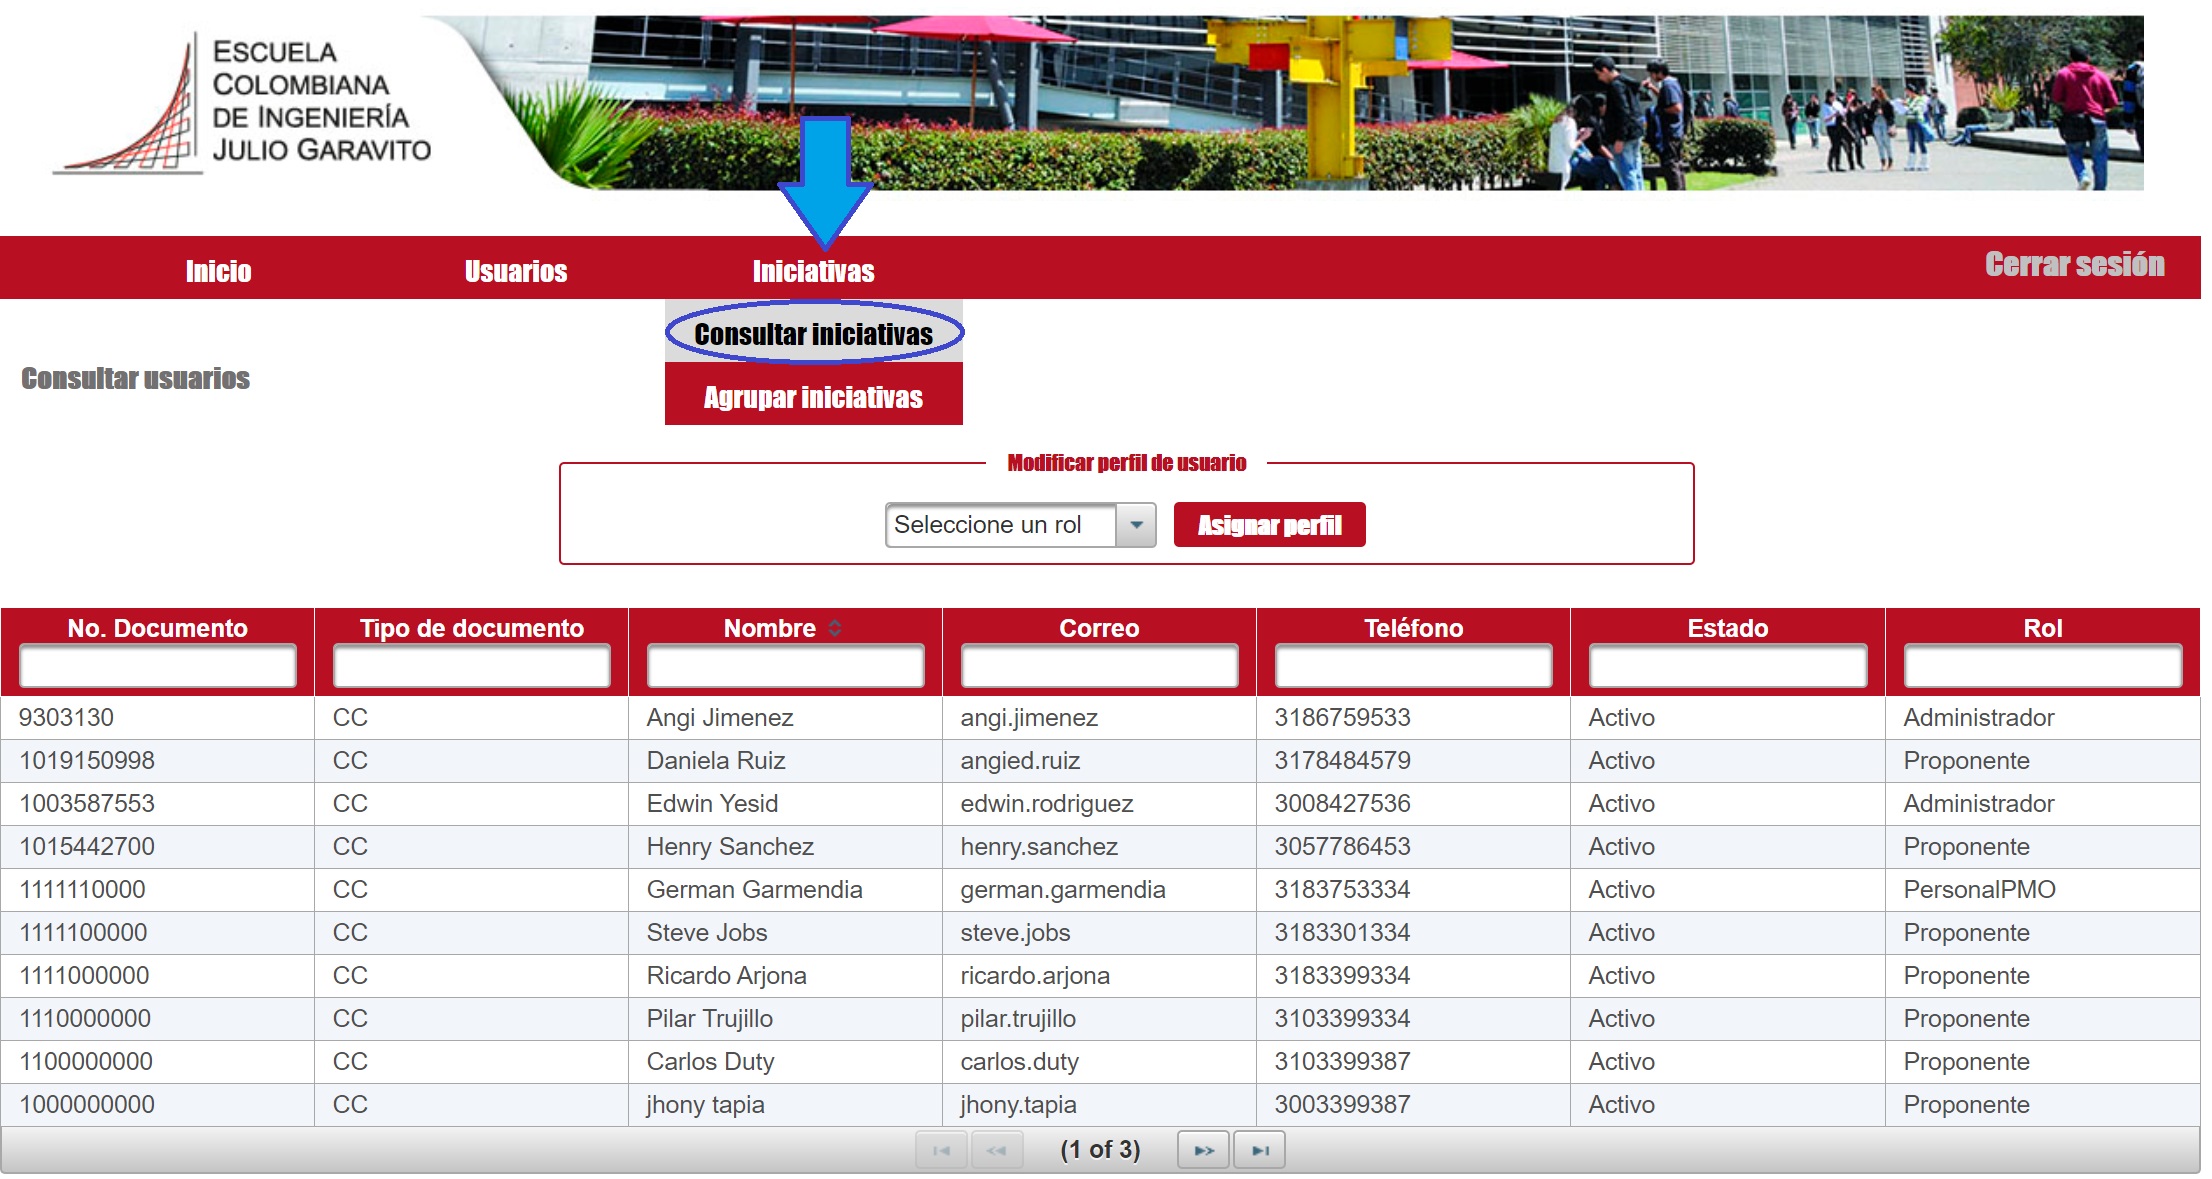 ESCUELA
COLOMBIANA
DE INGENIERÍA
JULIO GARAVITO
Inicio Usuarios Iniciativas Cerrar sesión
Consultar iniciativas
Agrupar iniciativas
Consultar usuarios
Modificar perfil de usuario
Seleccione un rol Asignar perfil
No. Documento Tipo de documento Nombre Correo Teléfono Estado Rol
9303130 CC Angi Jimenez angi.jimenez 3186759533 Activo Administrador
1019150998 CC Daniela Ruiz angied.ruiz 3178484579 Activo Proponente
1003587553 CC Edwin Yesid edwin.rodriguez 3008427536 Activo Administrador
1015442700 CC Henry Sanchez henry.sanchez 3057786453 Activo Proponente
1111110000 CC German Garmendia german.garmendia 3183753334 Activo PersonalPMO
1111100000 CC Steve Jobs steve.jobs 3183301334 Activo Proponente
1111000000 CC Ricardo Arjona ricardo.arjona 3183399334 Activo Proponente
1110000000 CC Pilar Trujillo pilar.trujillo 3103399334 Activo Proponente
1100000000 CC Carlos Duty carlos.duty 3103399387 Activo Proponente
1000000000 CC jhony tapia jhony.tapia 3003399387 Activo Proponente
(1 of 3)